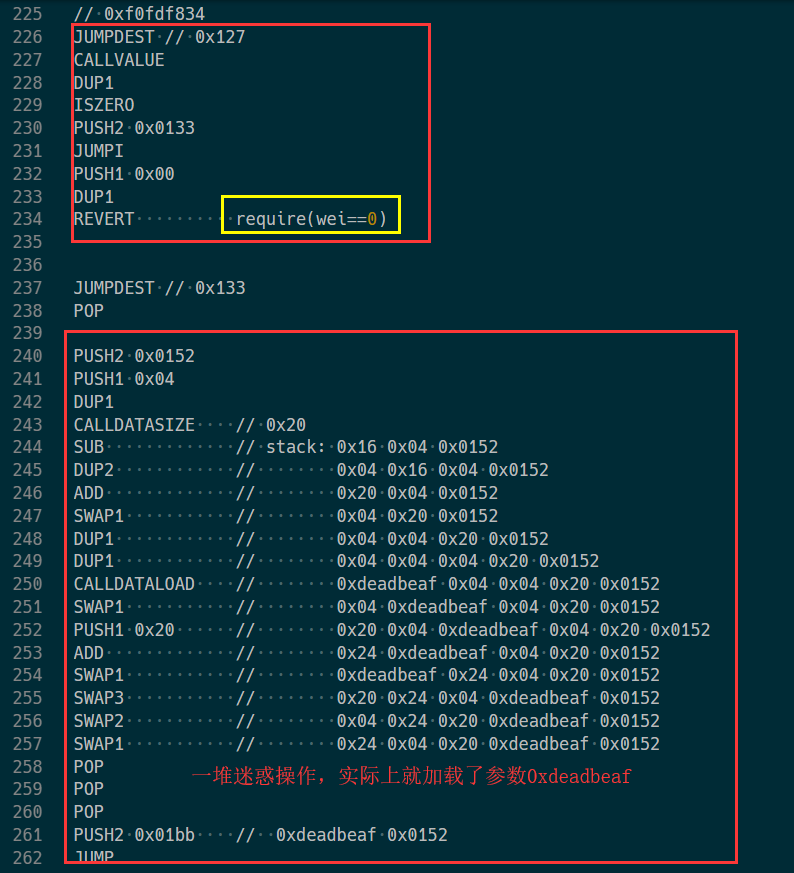 225 // 0xf0fdf834
226 JUMPDEST // 0x127
227 CALLVALUE
228 DUP1
229 ISZERO
230 PUSH2 0x0133
231 JUMPI
232 PUSH1 0x00
233 DUP1
234 REVERT·········· require(wei==0)
235
236
237 JUMPDEST // 0x133
238 POP
239
240 PUSH2 0x0152
241 PUSH1 0x04
242 DUP1
243 CALLDATASIZE···· // 0x20
244 SUB············· // stack: 0x16 0x04 0x0152
245 DUP2············ // ········0x04 0x16 0x04 0x0152
246 ADD············· // ········0x20 0x04 0x0152
247 SWAP1··········· // ········0x04 0x20 0x0152
248 DUP1············ // ········0x04 0x04 0x20 0x0152
249 DUP1············ // ········0x04 0x04 0x04 0x20 0x0152
250 CALLDATALOAD···· // ········0xdeadbeaf 0x04 0x04 0x20 0x0152
251 SWAP1··········· // ········0x04 0xdeadbeaf 0x04 0x20 0x0152
252 PUSH1 0x20······ // ········0x20 0x04 0xdeadbeaf 0x04 0x20 0x0152
253 ADD············· // ········0x24 0xdeadbeaf 0x04 0x20 0x0152
254 SWAP1··········· // ········0xdeadbeaf 0x24 0x04 0x20 0x0152
255 SWAP3··········· // ········0x20 0x24 0x04 0xdeadbeaf 0x0152
256 SWAP2··········· // ········0x04 0x24 0x20 0xdeadbeaf 0x0152
257 SWAP1··········· // ········0x24 0x04 0x20 0xdeadbeaf 0x0152
258 POP
一堆迷惑操作，实际上就加载了参数0xdeadbeaf
259 POP
260 POP
261 PUSH2 0x01bb···· //··0xdeadbeaf 0x0152
262 JUMP